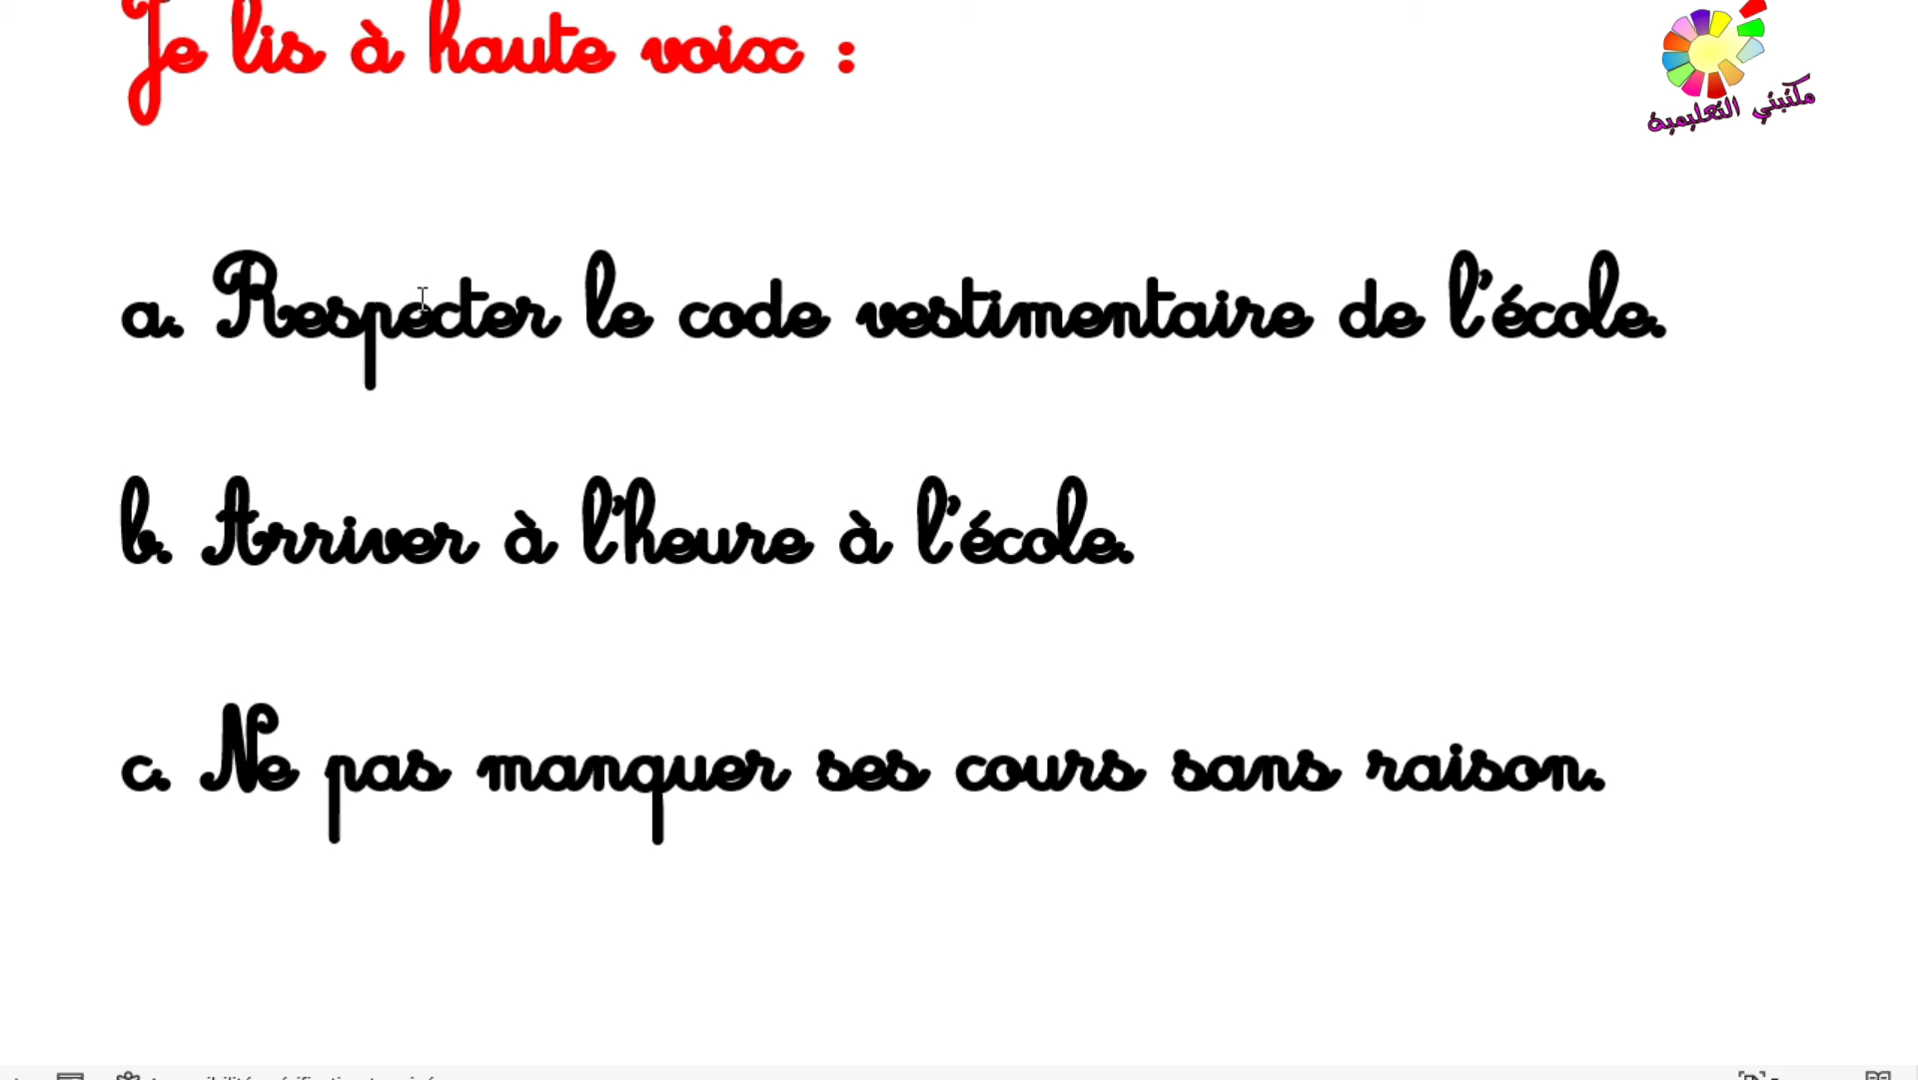 Je lis à haute voix :
مكتبتي التعليمية
a. Respecter le code vestimentaire de l'école.
b. Arriver à l'heure à l'école.
c. Ne pas manquer ses cours sans raison.